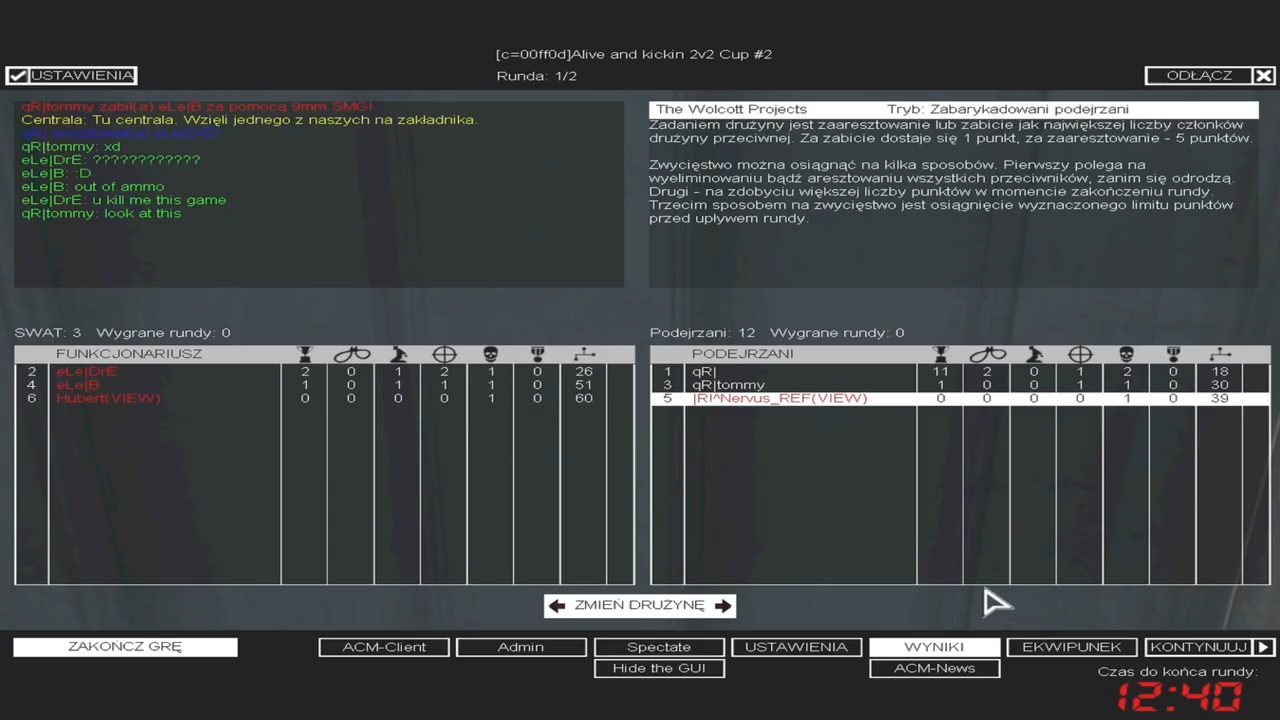 [c=00ff0d]Alive and kickin 2v2 Cup #2
USTAWIENIA
Runda: 1/2
ODŁĄCZ
qR|tommy zabił(a) eLe|B za pomocą 9mm SMG!
Centrala: Tu centrala. Wzięli jednego z naszych na zakładnika.
qR| aresztował(a) eLe|DrE!
qR|tommy: xd
eLe|DrE: ????????????
eLe|B: :D
eLe|B: out of ammo
eLe|DrE: u kill me this game
qR|tommy: look at this
The Wolcott Projects Tryb: Zabarykadowani podejrzani
Zadaniem drużyny jest zaaresztowanie lub zabicie jak największej liczby członków
drużyny przeciwnej. Za zabicie dostaje się 1 punkt, za zaaresztowanie - 5 punktów.
Zwycięstwo można osiągnąć na kilka sposobów. Pierwszy polega na
wyeliminowaniu bądź aresztowaniu wszystkich przeciwników, zanim się odrodzą.
Drugi - na zdobyciu większej liczby punktów w momencie zakończeniu rundy.
Trzecim sposobem na zwycięstwo jest osiągnięcie wyznaczonego limitu punktów
przed upływem rundy.
SWAT: 3 Wygrane rundy: 0
FUNKCJONARIUSZ
2 eLe|DrE 2 0 1 2 1 0 26
4 eLe|B 1 0 1 1 1 0 51
6 Hubert(VIEW) 0 0 0 0 1 0 60
Podejrzani: 12 Wygrane rundy: 0
PODEJRZANI
1 qR| 11 2 0 1 2 0 18
3 qR|tommy 1 0 0 1 1 0 30
5 |R|^Nervus_REF(VIEW) 0 0 0 0 1 0 39
ZMIEŃ DRUŻYNĘ
ZAKOŃCZ GRĘ
ACM-Client
Admin
Spectate
USTAWIENIA
WYNIKI
EKWIPUNEK
KONTYNUUJ
Hide the GUI
ACM-News
Czas do końca rundy:
12:40